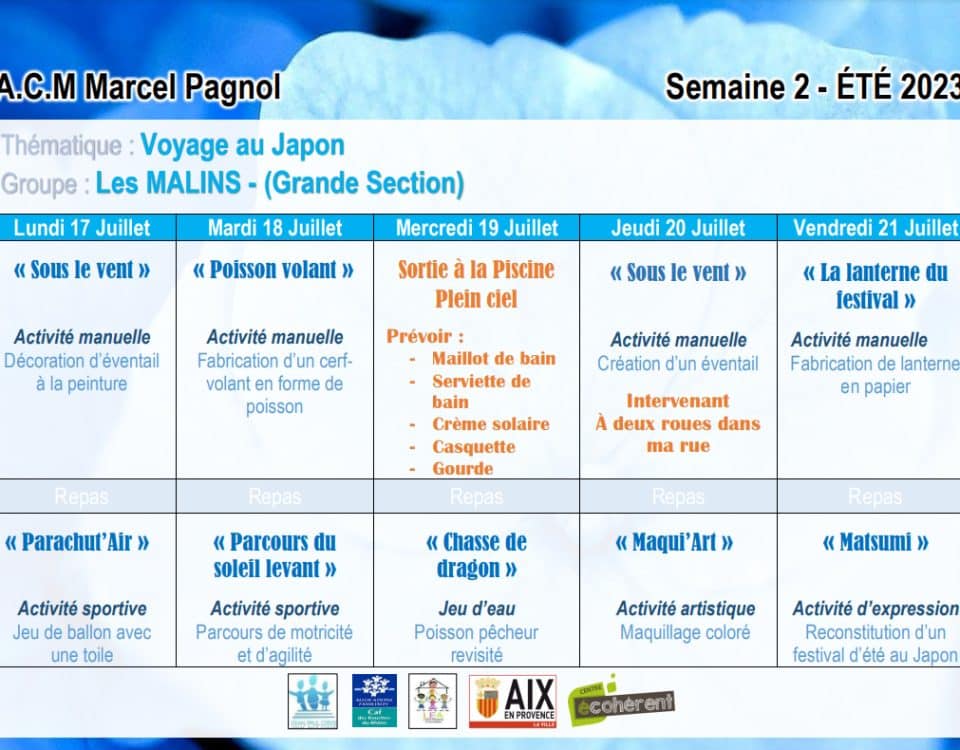 A.C.M Marcel Pagnol
Semaine 2 - ÉTÉ 2023
Thématique : Voyage au Japon
Groupe : Les MALINS - (Grande Section)
Lundi 17 Juillet
Mardi 18 Juillet
Mercredi 19 Juillet
Jeudi 20 Juillet
Vendredi 21 Juillet
« Sous le vent »
Activité manuelle
Décoration d’éventail
à la peinture
« Poisson volant »
Activité manuelle
Fabrication d’un cerf-
volant en forme de
poisson
Sortie à la Piscine
Plein ciel
Prévoir :
- Maillot de bain
- Serviette de
bain
- Crème solaire
- Casquette
- Gourde
« Sous le vent »
Activité manuelle
Création d’un éventail
Intervenant
À deux roues dans
ma rue
« La lanterne du
festival »
Activité manuelle
Fabrication de lanterne
en papier
Repas
Repas
Repas
Repas
Repas
« Parachut’Air »
Activité sportive
Jeu de ballon avec
une toile
« Parcours du
soleil levant »
Activité sportive
Parcours de motricité
et d’agilité
« Chasse de
dragon »
Jeu d’eau
Poisson pêcheur
revisité
« Maqui’Art »
Activité artistique
Maquillage coloré
« Matsumi »
Activité d’expression
Reconstitution d’un
festival d’été au Japon
Caf
AIX
EN PROVENCE
LA VILLE
CENTRE
écohérent